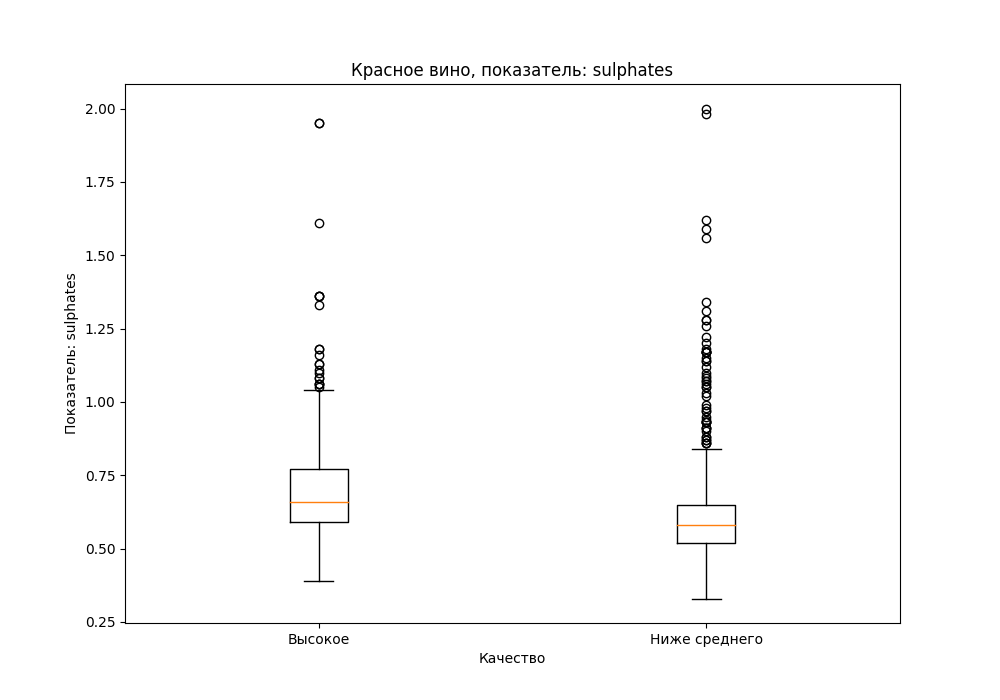 Красное вино, показатель: sulphates
Показатель: sulphates
2.00
1.75
1.50
1.25
1.00
0.75
0.50
0.25
Высокое
Ниже среднего
Качество